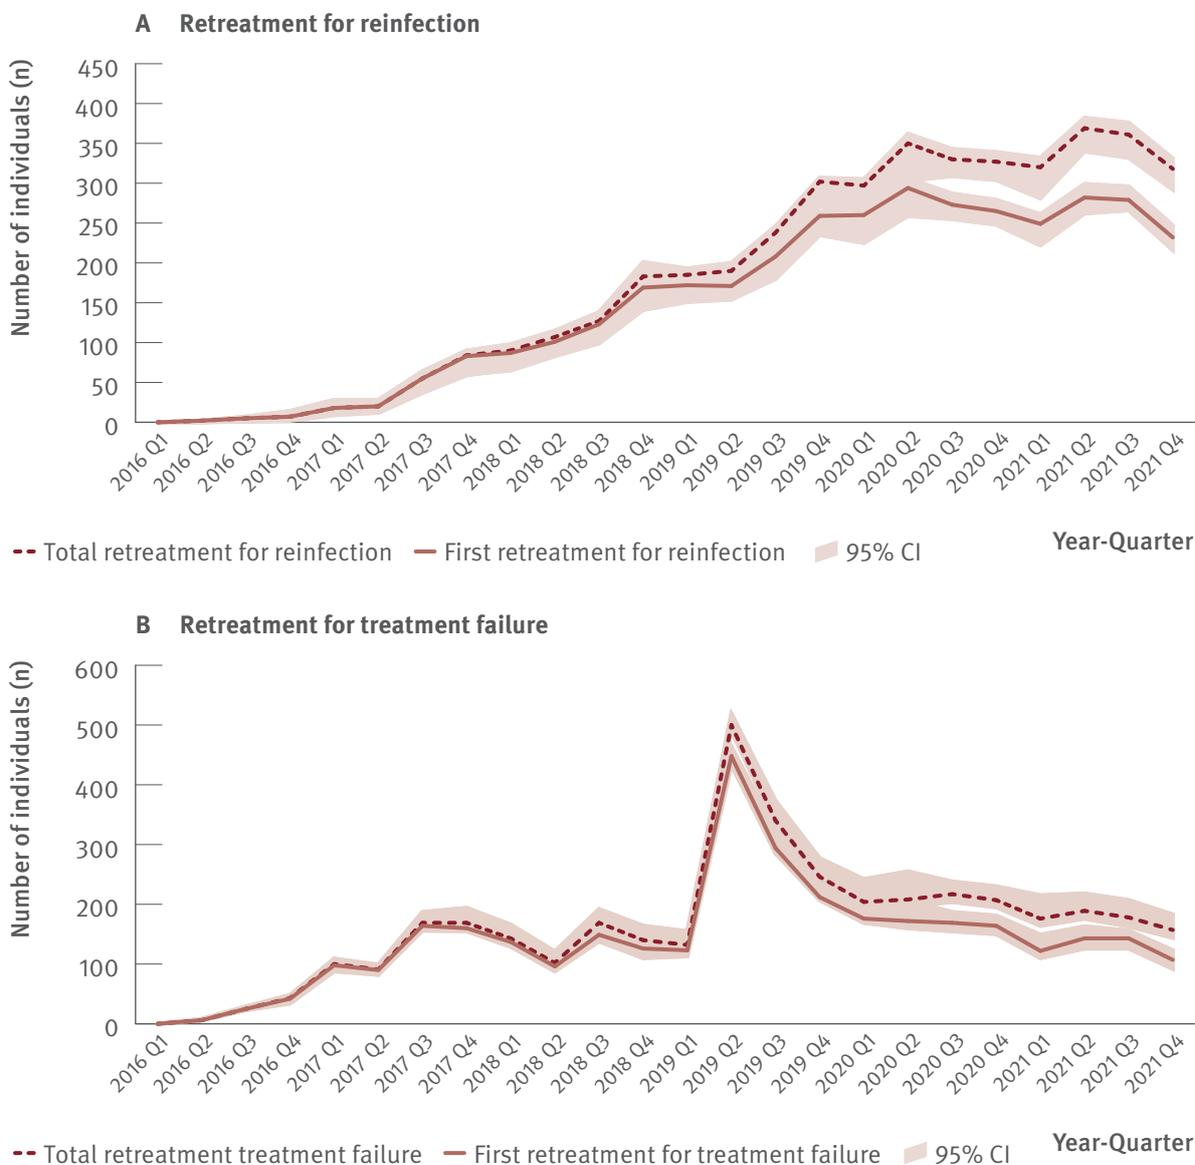 A Retreatment for reinfection
Number of individuals (n)
450
400
350
300
250
200
150
100
50
0
2016 Q1
2016 Q2
2016 Q3
2016 Q4
2017 Q1
2017 Q2
2017 Q3
2017 Q4
2018 Q1
2018 Q2
2018 Q3
2018 Q4
2019 Q1
2019 Q2
2019 Q3
2019 Q4
2020 Q1
2020 Q2
2020 Q3
2020 Q4
2021 Q1
2021 Q2
2021 Q3
2021 Q4
Year-Quarter
Total retreatment for reinfection First retreatment for reinfection 95% CI
B Retreatment for treatment failure
Number of individuals (n)
600
500
400
300
200
100
0
2016 Q1
2016 Q2
2016 Q3
2016 Q4
2017 Q1
2017 Q2
2017 Q3
2017 Q4
2018 Q1
2018 Q2
2018 Q3
2018 Q4
2019 Q1
2019 Q2
2019 Q3
2019 Q4
2020 Q1
2020 Q2
2020 Q3
2020 Q4
2021 Q1
2021 Q2
2021 Q3
2021 Q4
Year-Quarter
Total retreatment treatment failure First retreatment for treatment failure 95% CI